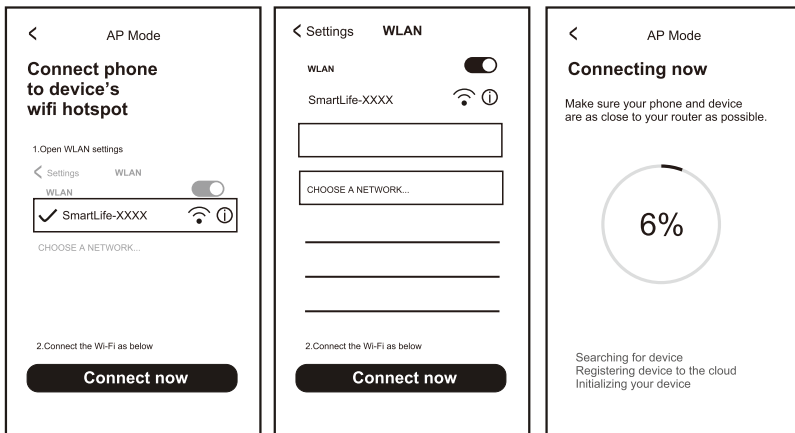 AP Mode
Connect phone
to device's
wifi hotspot
1.Open WLAN settings
Settings WLAN
WLAN
SmartLife-XXXX
CHOOSE A NETWORK...
2.Connect the Wi-Fi as below
Connect now
Settings WLAN
WLAN
SmartLife-XXXX
CHOOSE A NETWORK...
2.Connect the Wi-Fi as below
Connect now
AP Mode
Connecting now
Make sure your phone and device
are as close to your router as possible.
6%
Searching for device
Registering device to the cloud
Initializing your device